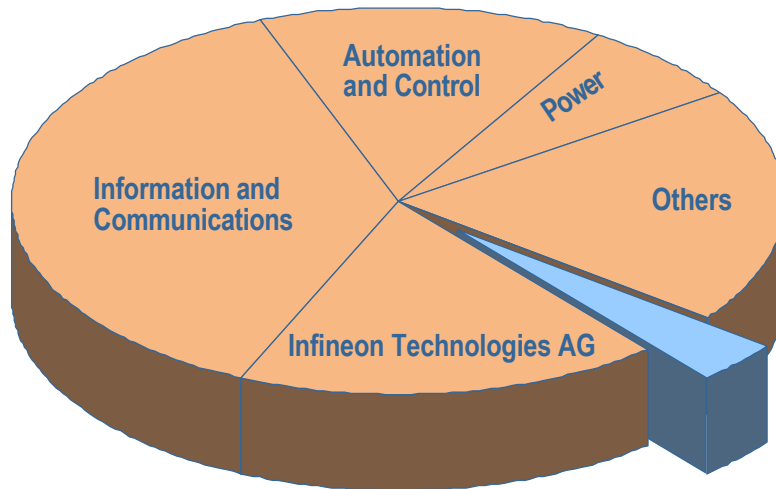 Automation
and Control
Power
Information and
Communications
Others
Infineon Technologies AG